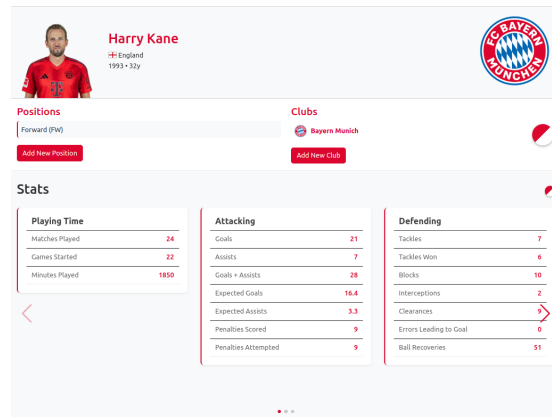 Harry Kane
England
1993 • 32y
FC BAYERN
MÜNCHEN
Positions
Forward (FW)
Add New Position
Clubs
Bayern Munich
Add New Club
Stats
Playing Time
Matches Played 24
Games Started 22
Minutes Played 1850
Attacking
Goals 21
Assists 7
Goals + Assists 28
Expected Goals 16.4
Expected Assists 3.3
Penalties Scored 9
Penalties Attempted 9
Defending
Tackles 7
Tackles Won 6
Blocks 10
Interceptions 2
Clearances 9
Errors Leading to Goal 0
Ball Recoveries 51